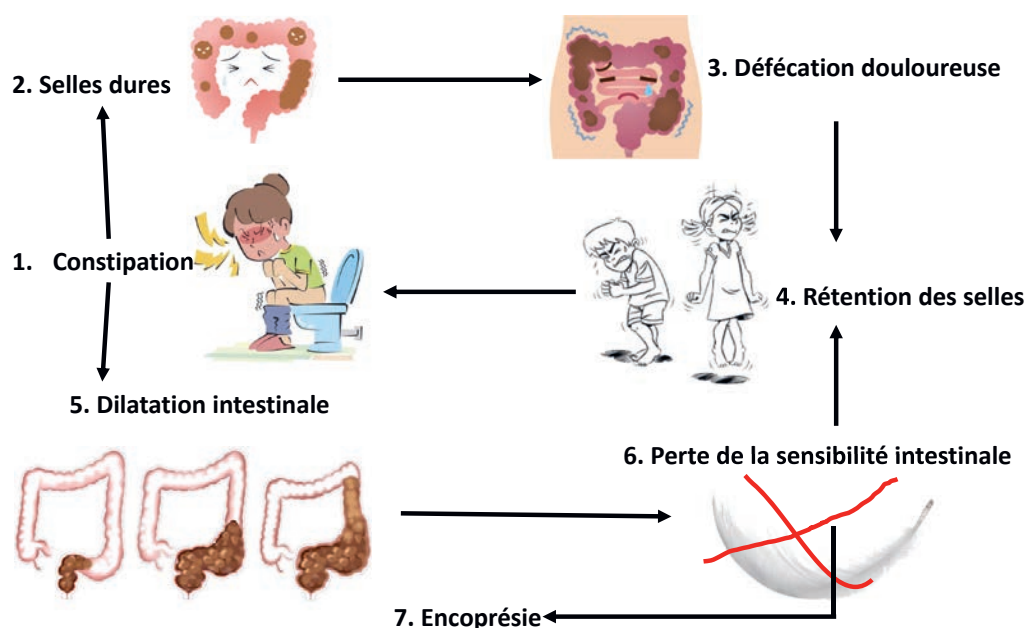 2. Selles dures
3. Défécation douloureuse
1. Constipation
4. Rétention des selles
5. Dilatation intestinale
6. Perte de la sensibilité intestinale
7. Encoprésie